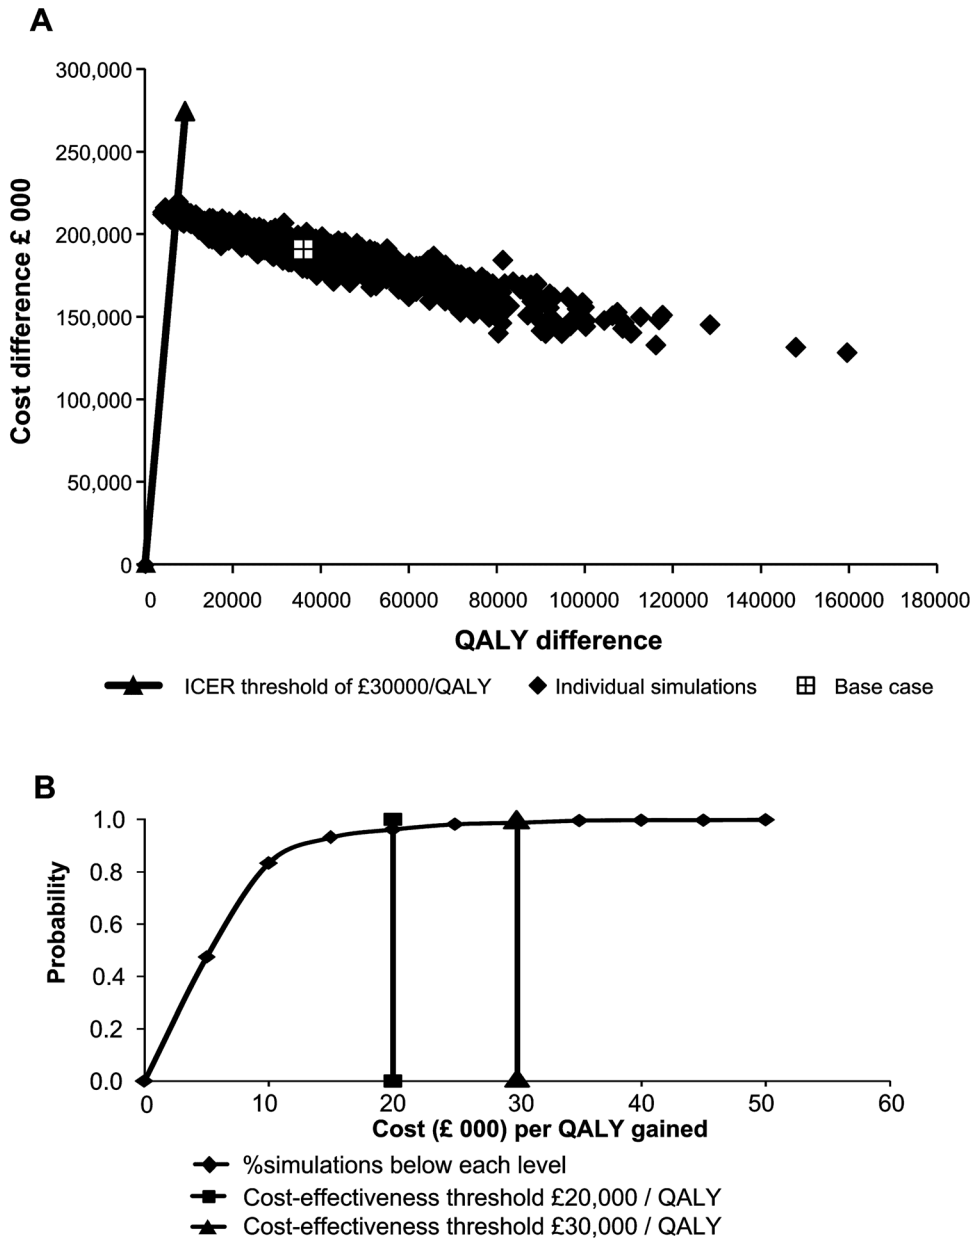 A
300,000
250,000
200,000
150,000
100,000
50,000
0
Cost difference £ 000
0 20000 40000 60000 80000 100000 120000 140000 160000 180000
QALY difference
ICER threshold of £30000/QALY Individual simulations Base case
B
1.0
0.8
0.6
0.4
0.2
0.0
Probability
0 10 20 30 40 50 60
Cost (£ 000) per QALY gained
%simulations below each level
Cost-effectiveness threshold £20,000 / QALY
Cost-effectiveness threshold £30,000 / QALY